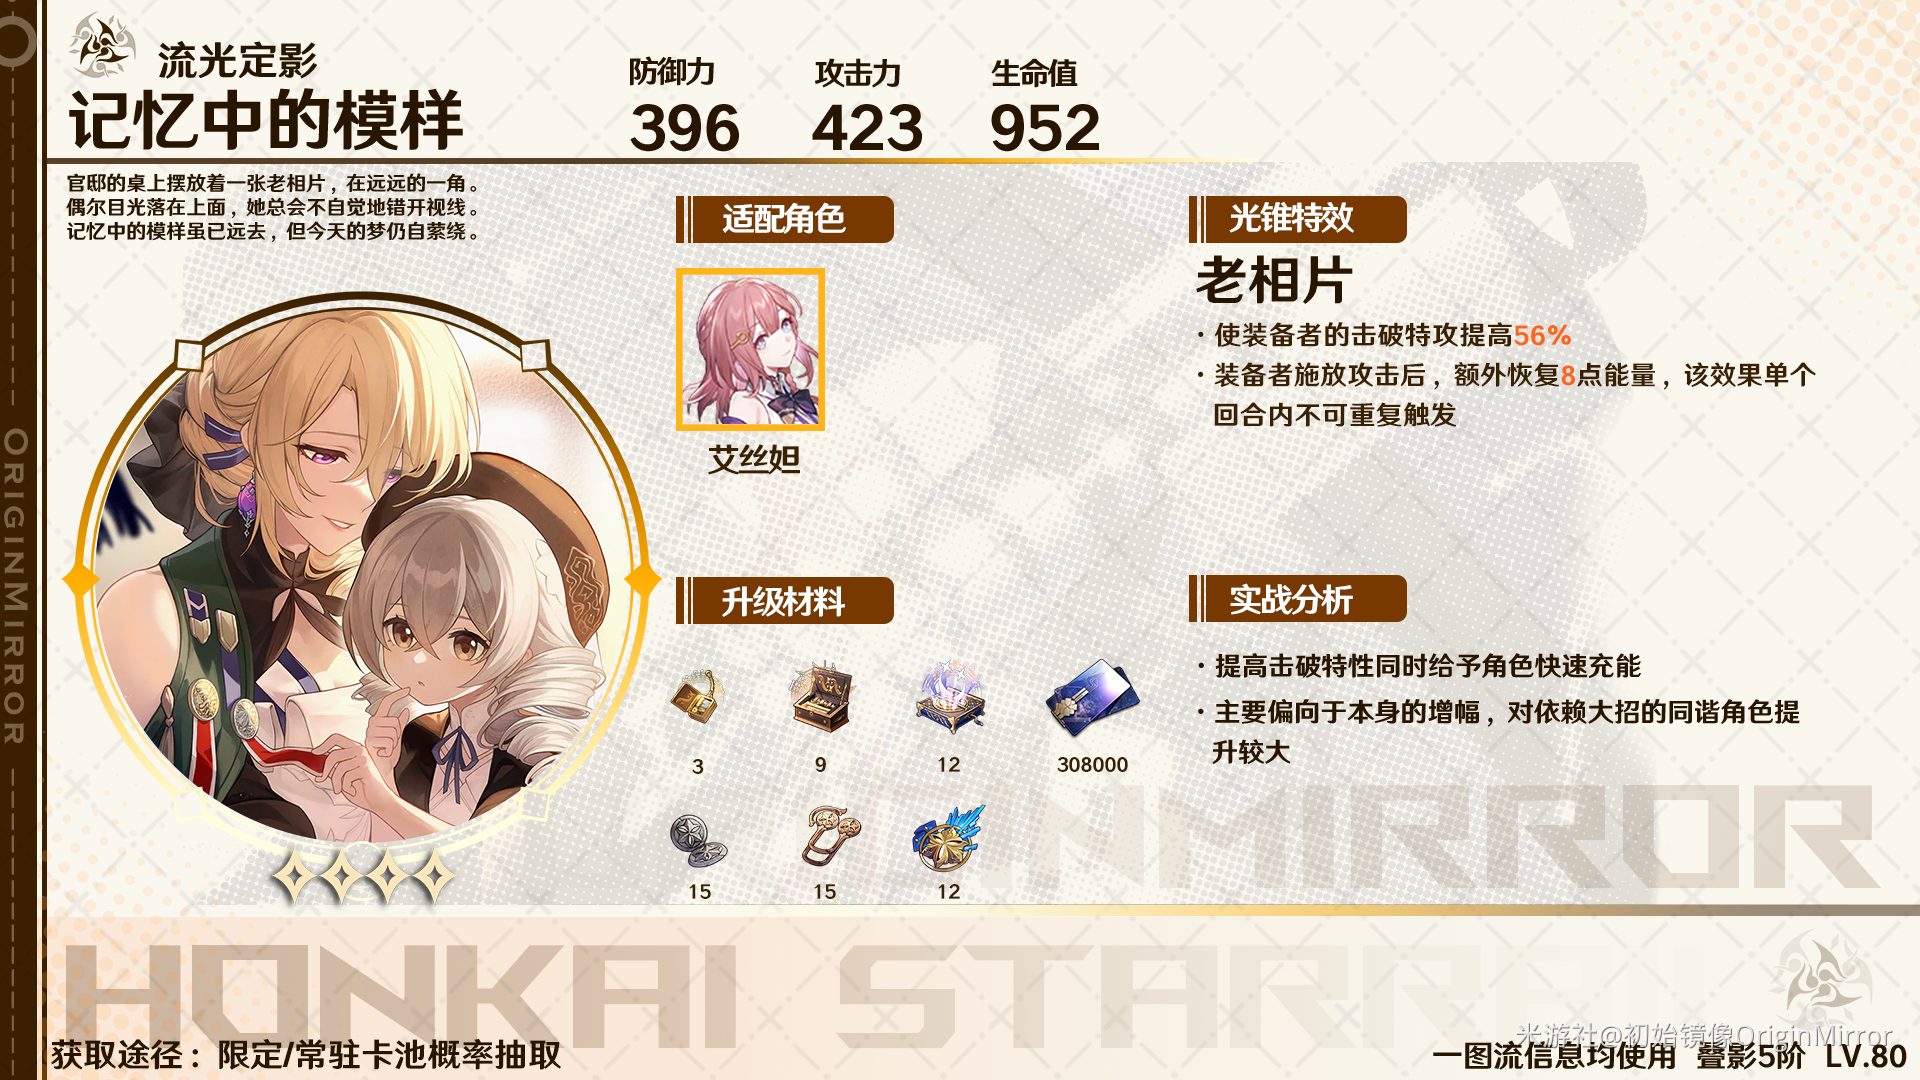 流光定影
记忆中的模样
防御力
396
攻击力
423
生命值
952
官邸的桌上摆放着一张老相片，在远远的一角。
偶尔目光落在上面，她总会不自觉地错开视线。
记忆中的模样虽已远去，但今天的梦仍自萦绕。
适配角色
艾丝妲
光锥特效
老相片
· 使装备者的击破特攻提高56%
· 装备者施放攻击后，额外恢复8点能量，该效果单个
回合内不可重复触发
升级材料
3
9
12
308000
15
15
12
实战分析
· 提高击破特性同时给予角色快速充能
· 主要偏向于本身的增幅，对依赖大招的同谐角色提
升较大
ORIGINMIRROR
INMIRROR
HONKAI STARRAIL
获取途径：限定/常驻卡池概率抽取
米游社@初始镜像OriginMirror
一图流信息均使用 叠影5阶 LV.80